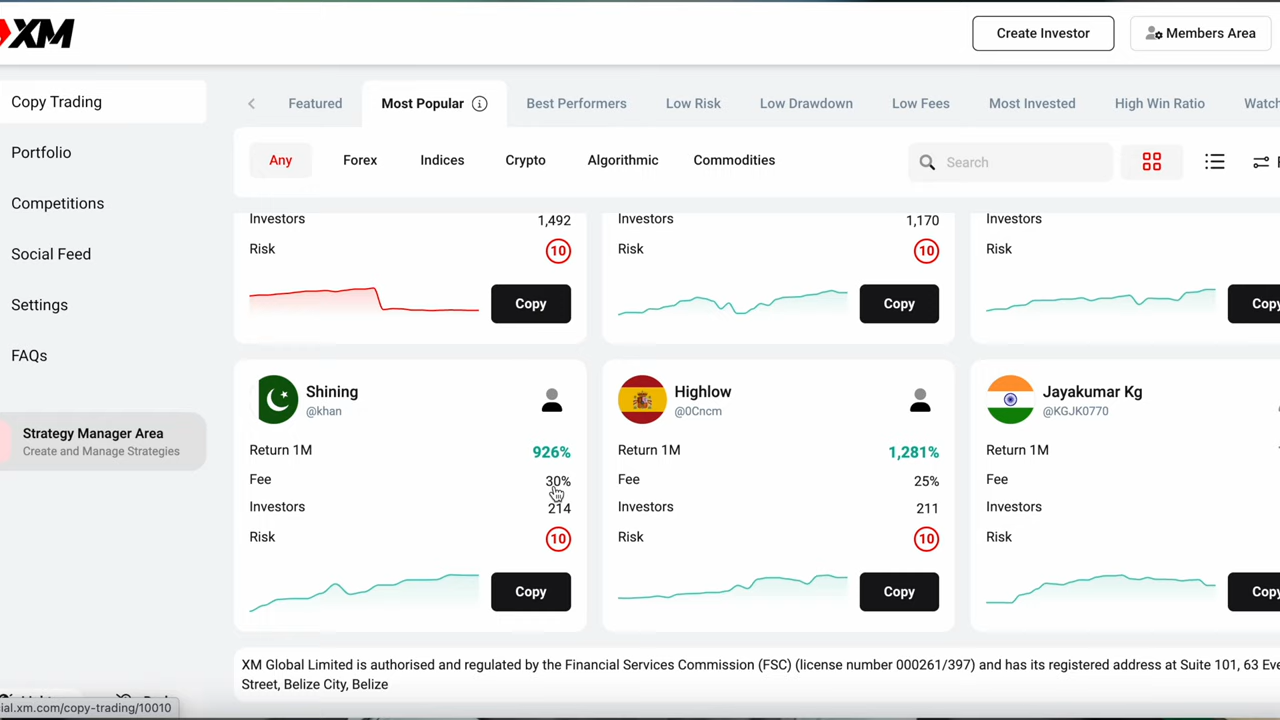 XM
Create Investor
Members Area
Copy Trading
Portfolio
Competitions
Social Feed
Settings
FAQs
Strategy Manager Area
Create and Manage Strategies
Featured
Most Popular
Best Performers
Low Risk
Low Drawdown
Low Fees
Most Invested
High Win Ratio
Watch
Any
Forex
Indices
Crypto
Algorithmic
Commodities
Search
Investors 1,492
Risk 10
Copy
Investors 1,170
Risk 10
Copy
Investors
Risk
Copy
Shining
@khan
Return 1M 926%
Fee 30%
Investors 214
Risk 10
Copy
Highlow
@0Cncm
Return 1M 1,281%
Fee 25%
Investors 211
Risk 10
Copy
Jayakumar Kg
@KGJK0770
Return 1M
Fee
Investors
Risk
Copy
XM Global Limited is authorised and regulated by the Financial Services Commission (FSC) (license number 000261/397) and has its registered address at Suite 101, 63 Eve
Street, Belize City, Belize
ial.xm.com/copy-trading/10010